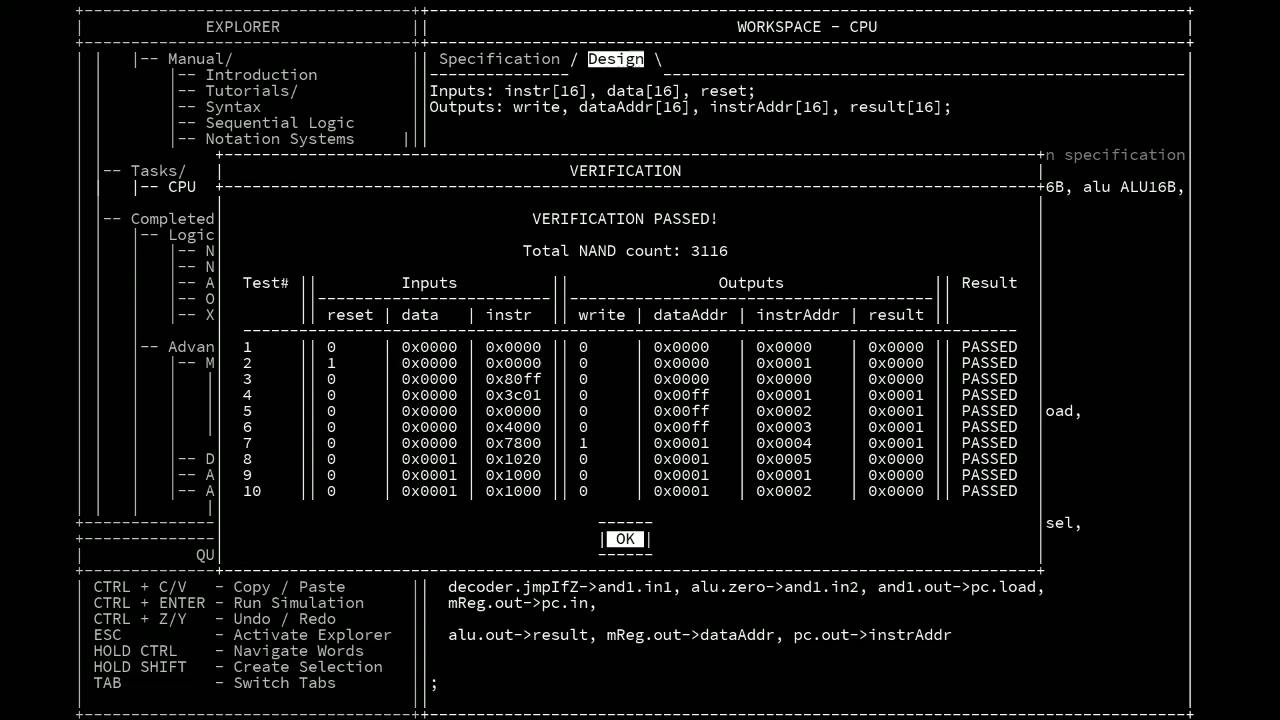 EXPLORER
WORKSPACE - CPU
|-- Manual/
|-- Introduction
|-- Tutorials/
|-- Syntax
|-- Sequential Logic
|-- Notation Systems
Specification / Design \
Inputs: instr[16], data[16], reset;
Outputs: write, dataAddr[16], instrAddr[16], result[16];
n specification
-- Tasks/
|-- CPU
6B, alu ALU16B,
-- Completed
|-- Logic
|-- N
|-- N
|-- A
|-- O
|-- X
-- Advan
|-- M
|-- D
|-- A
|-- A
QU
VERIFICATION
VERIFICATION PASSED!
Total NAND count: 3116
Test# || Inputs || Outputs || Result
reset | data | instr || write | dataAddr | instrAddr | result
1 || 0 | 0x0000 | 0x0000 || 0 | 0x0000 | 0x0000 | 0x0000 || PASSED
2 || 1 | 0x0000 | 0x0000 || 0 | 0x0000 | 0x0001 | 0x0000 || PASSED
3 || 0 | 0x0000 | 0x80ff || 0 | 0x0000 | 0x0000 | 0x0000 || PASSED
4 || 0 | 0x0000 | 0x3c01 || 0 | 0x00ff | 0x0001 | 0x0001 || PASSED
5 || 0 | 0x0000 | 0x0000 || 0 | 0x00ff | 0x0002 | 0x0001 || PASSED
6 || 0 | 0x0000 | 0x4000 || 0 | 0x00ff | 0x0003 | 0x0001 || PASSED
7 || 0 | 0x0000 | 0x7800 || 1 | 0x0001 | 0x0004 | 0x0001 || PASSED
8 || 0 | 0x0001 | 0x1020 || 0 | 0x0001 | 0x0005 | 0x0000 || PASSED
9 || 0 | 0x0001 | 0x1000 || 0 | 0x0001 | 0x0001 | 0x0000 || PASSED
10 || 0 | 0x0001 | 0x1000 || 0 | 0x0001 | 0x0002 | 0x0000 || PASSED
OK
oad,
sel,
CTRL + C/V - Copy / Paste
CTRL + ENTER - Run Simulation
CTRL + Z/Y - Undo / Redo
ESC - Activate Explorer
HOLD CTRL - Navigate Words
HOLD SHIFT - Create Selection
TAB - Switch Tabs
decoder.jmpIfZ->and1.in1, alu.zero->and1.in2, and1.out->pc.load,
mReg.out->pc.in,
alu.out->result, mReg.out->dataAddr, pc.out->instrAddr
;